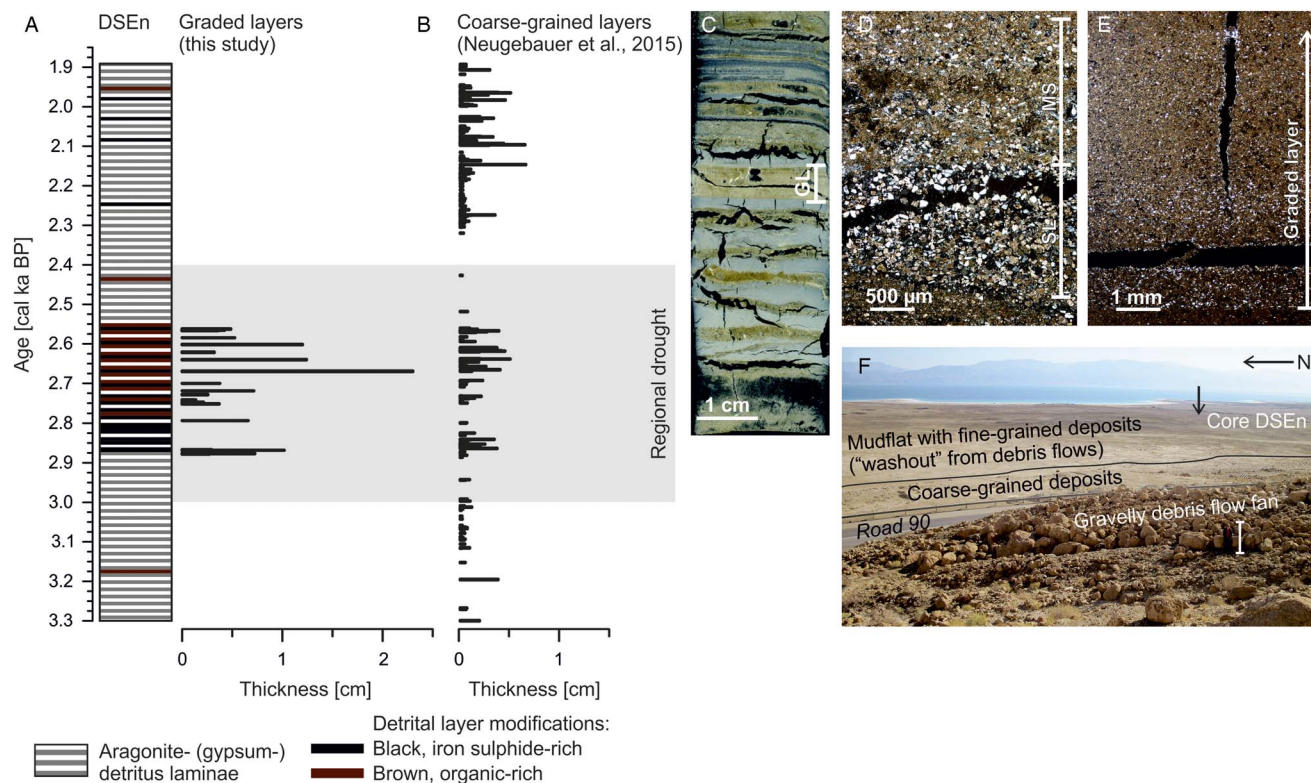 A
DSEn
Graded layers
(this study)
B
Coarse-grained layers
(Neugebauer et al., 2015)
Age [cal ka BP]
1.9
2.0
2.1
2.2
2.3
2.4
2.5
2.6
2.7
2.8
2.9
3.0
3.1
3.2
3.3
Regional drought
0
1
2
Thickness [cm]
0
1
Thickness [cm]
Aragonite- (gypsum-)
detritus laminae
Detrital layer modifications:
Black, iron sulphide-rich
Brown, organic-rich
C
GL
1 cm
D
MS
SL
500 µm
E
Graded layer
1 mm
F
N
Core DSEn
Mudflat with fine-grained deposits
("washout" from debris flows)
Coarse-grained deposits
Road 90
Gravelly debris flow fan